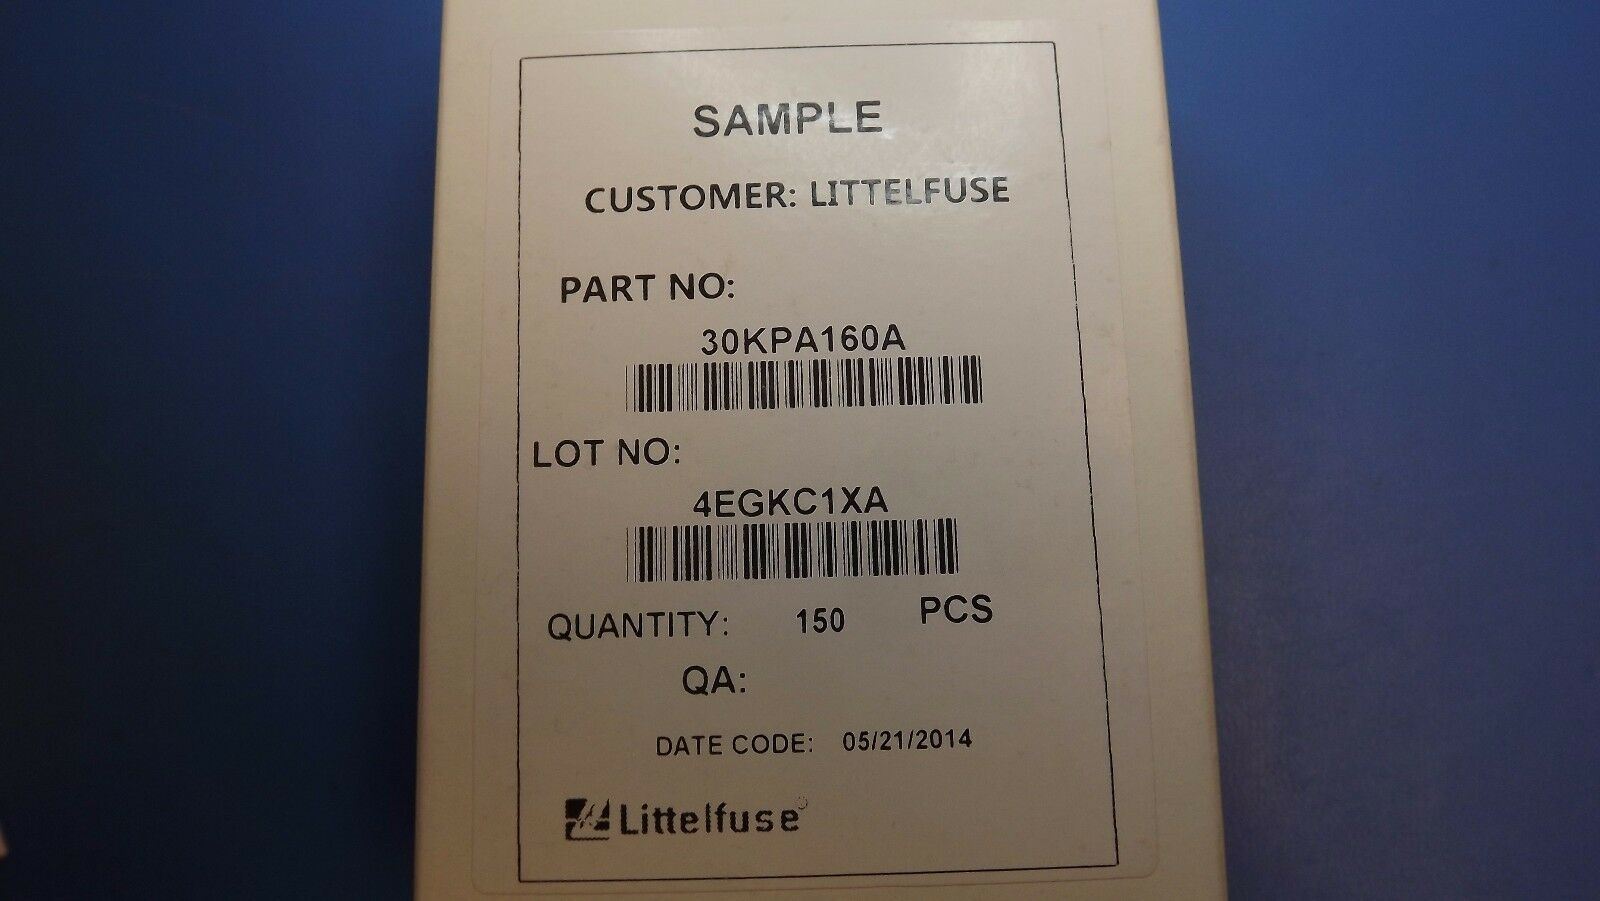 SAMPLE
CUSTOMER: LITTELFUSE
PART NO:
30KPA160A
LOT NO:
4EGKC1XA
QUANTITY: 150 PCS
QA:
DATE CODE: 05/21/2014
Littelfuse